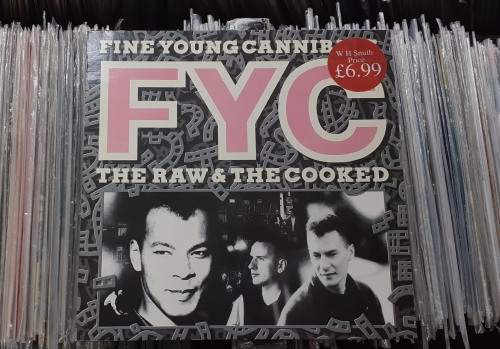 FINE YOUNG CANNIB
FYC
W H Smith
Price
£6.99
THE RAW & THE COOKED